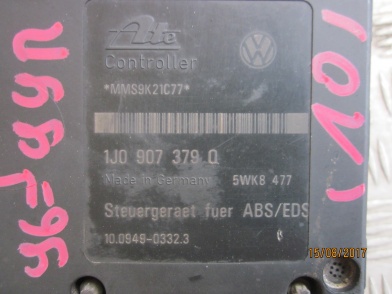 Ate
Controller
*MMS9K21C77*
1J0 907 379 Q
Made in Germany 5WK8 477
Steuergeraet fuer ABS/EDS
10.0949-0332.3
15/08/2017